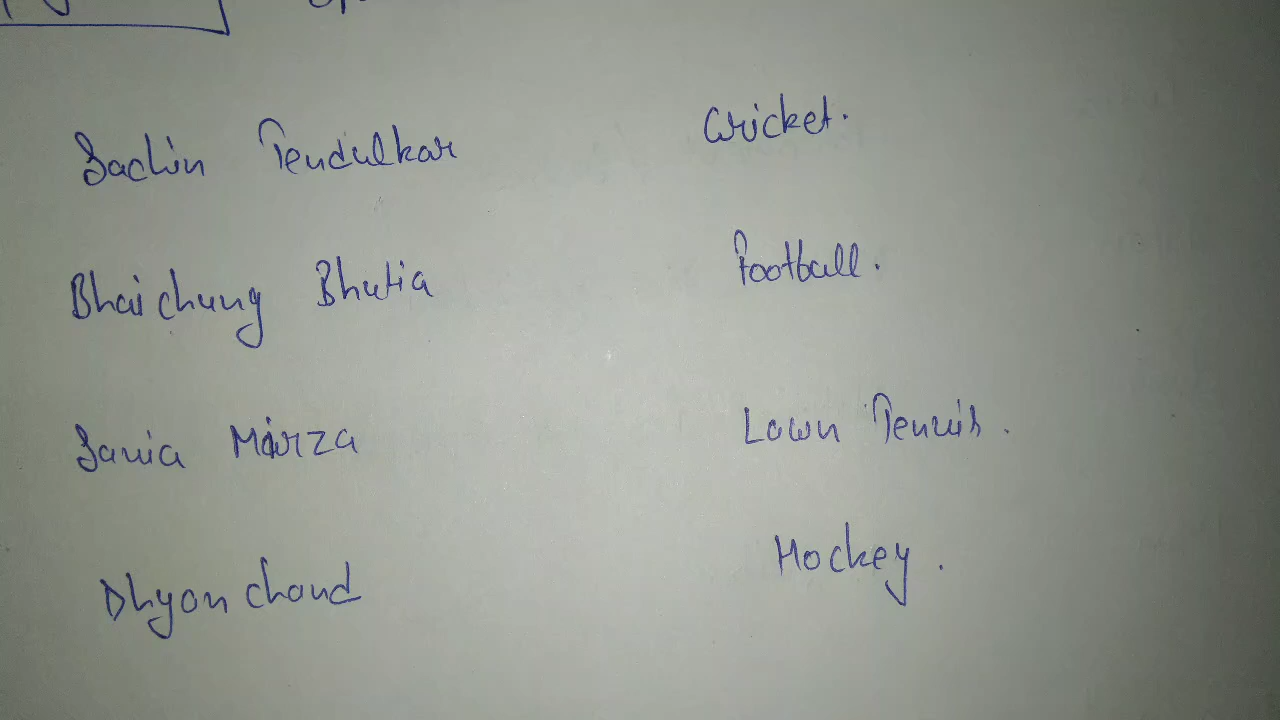 Sachin Tendulkar Cricket.
Bhaichung Bhutia Football.
Sania Mirza Lawn Tennis.
Dhyan chand Hockey.